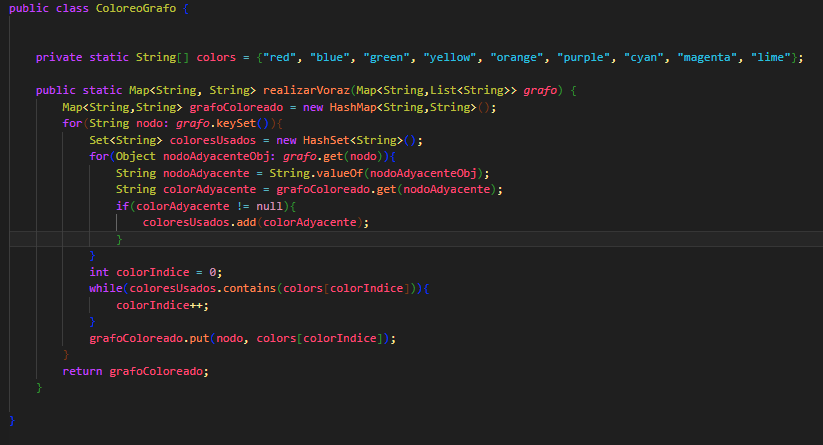 public class ColoreoGrafo {
private static String[] colors = {"red", "blue", "green", "yellow", "orange", "purple", "cyan", "magenta", "lime"};
public static Map<String, String> realizarVoraz(Map<String,List<String>> grafo) {
Map<String,String> grafoColoreado = new HashMap<String,String>();
for(String nodo: grafo.keySet()){
Set<String> coloresUsados = new HashSet<String>();
for(Object nodoAdyacenteObj: grafo.get(nodo)){
String nodoAdyacente = String.valueOf(nodoAdyacenteObj);
String colorAdyacente = grafoColoreado.get(nodoAdyacente);
if(colorAdyacente != null){
coloresUsados.add(colorAdyacente);
}
}
int colorIndice = 0;
while(coloresUsados.contains(colors[colorIndice])){
colorIndice++;
}
grafoColoreado.put(nodo, colors[colorIndice]);
}
return grafoColoreado;
}
}